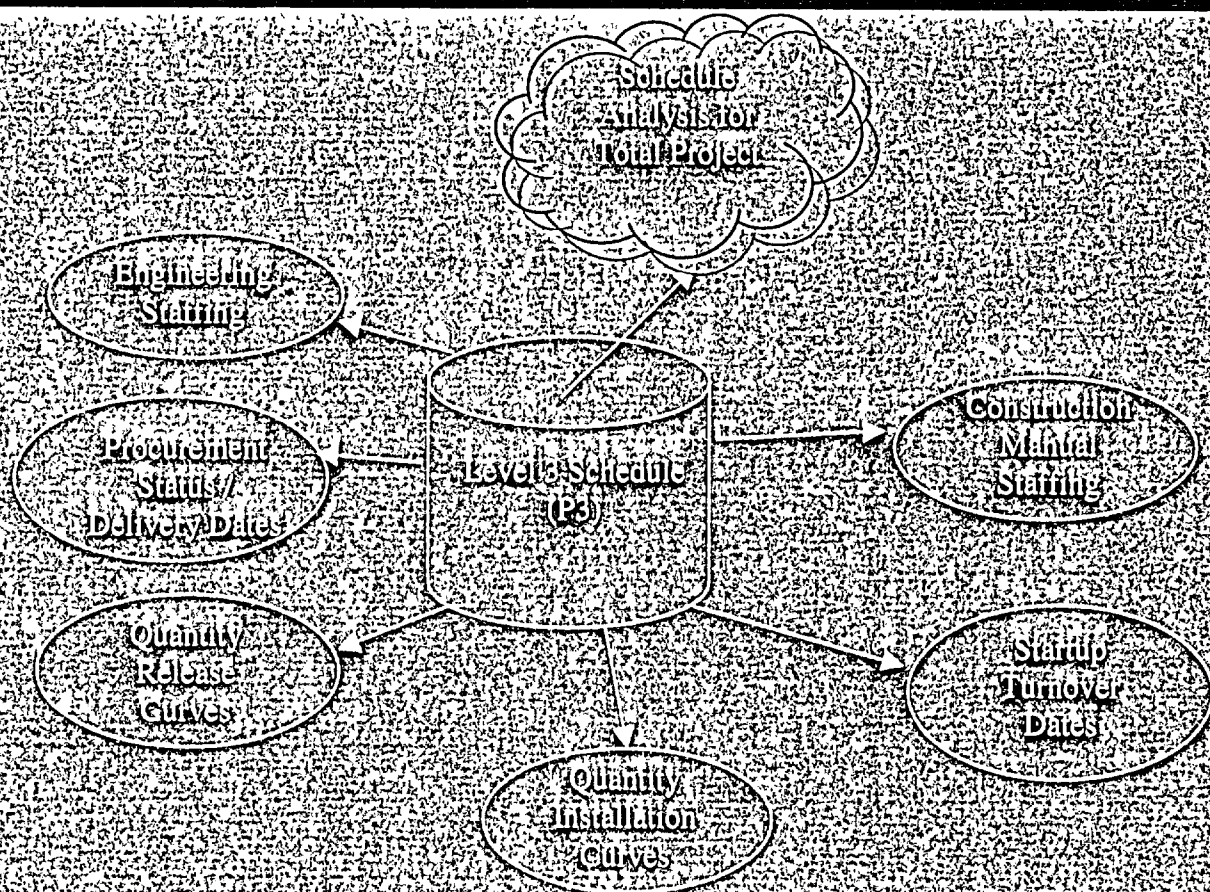 Schedule
Analysis for
Total Project
Engineering
Staffing
Procurement
Status /
Delivery Dates
Level 3 Schedule
(P3)
Construction
Manual
Staffing
Quantity
Release
Curves
Startup
Turnover
Dates
Quantity
Installation
Curves